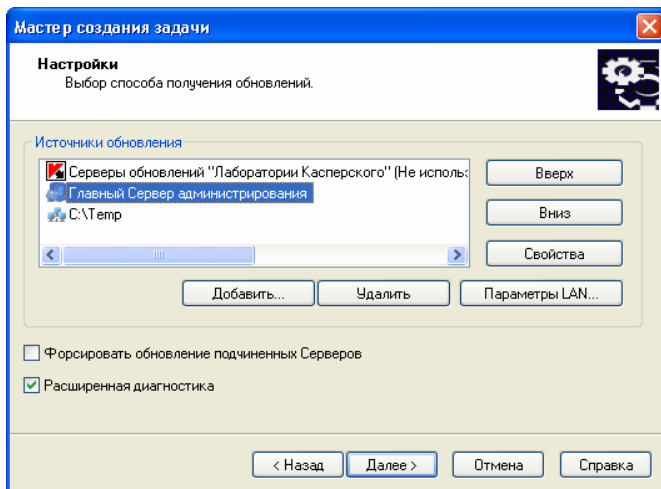 Мастер создания задачи
Настройки
Выбор способа получения обновлений.
Источники обновления
Серверы обновлений "Лаборатории Касперского" (Не исполь
Главный Сервер администрирования
C:\Temp
Вверх
Вниз
Свойства
Добавить...
Удалить
Параметры LAN...
Форсировать обновление подчиненных Серверов
Расширенная диагностика
< Назад
Далее >
Отмена
Справка